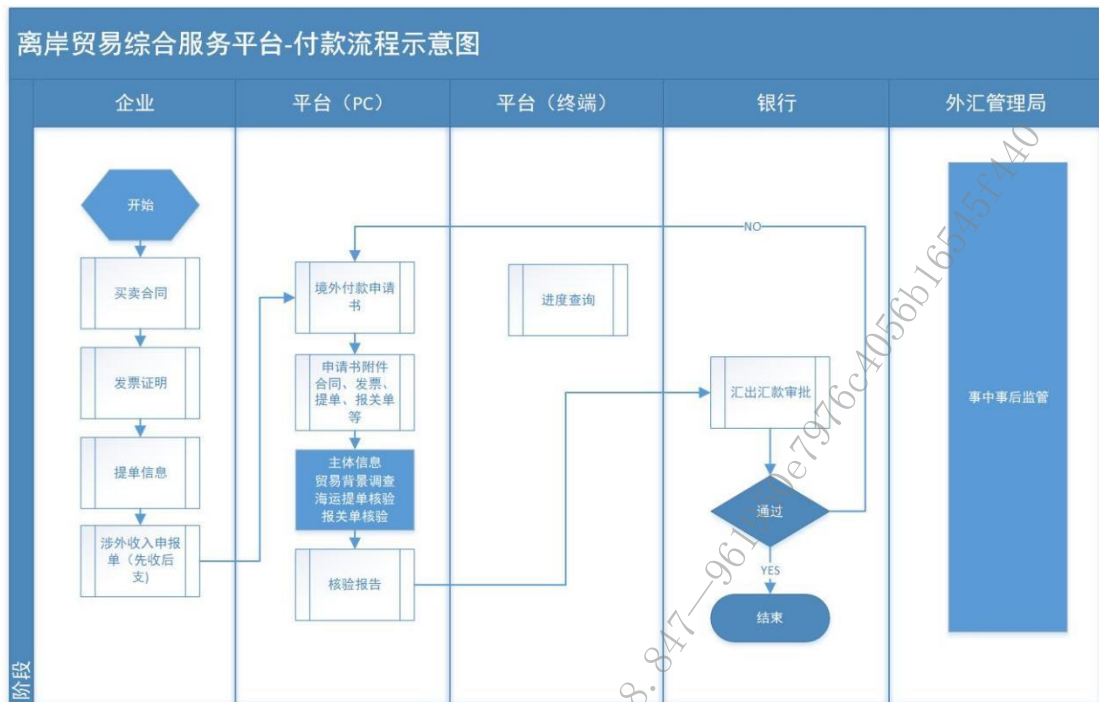 离岸贸易综合服务平台-付款流程示意图
企业
平台（PC）
平台（终端）
银行
外汇管理局
开始
买卖合同
发票证明
提单信息
涉外收入申报
单（先收后
支)
境外付款申请
书
申请书附件
合同、发票、
提单、报关单
等
主体信息
贸易背景调查
海运提单核验
报关单核验
核验报告
进度查询
NO
汇出汇款审批
通过
YES
结束
事中事后监管
阶段